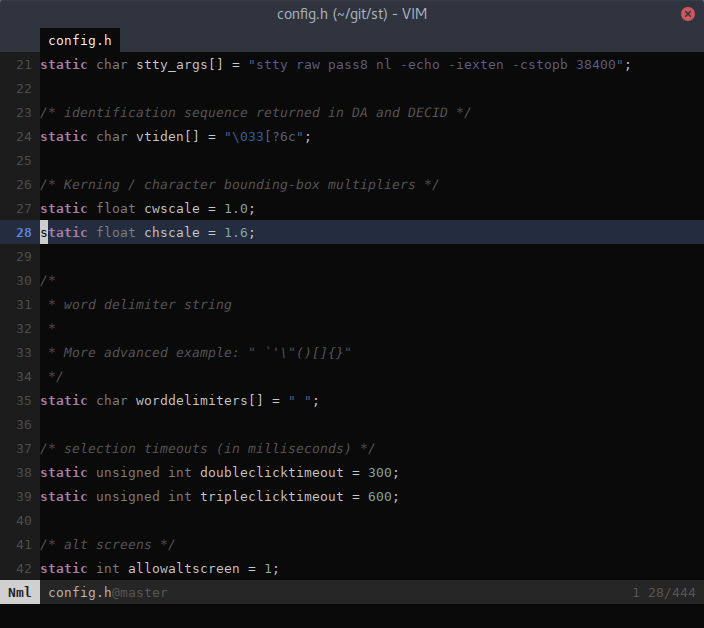 config.h (~/git/st) - VIM
config.h
21 static char stty_args[] = "stty raw pass8 nl -echo -iexten -cstopb 38400";
22
23 /* identification sequence returned in DA and DECID */
24 static char vtiden[] = "\033[?6c";
25
26 /* Kerning / character bounding-box multipliers */
27 static float cwscale = 1.0;
28 static float chscale = 1.6;
29
30 /*
31  * word delimiter string
32  *
33  * More advanced example: " `'\"()[]{}"
34  */
35 static char worddelimiters[] = " ";
36
37 /* selection timeouts (in milliseconds) */
38 static unsigned int doubleclicktimeout = 300;
39 static unsigned int tripleclicktimeout = 600;
40
41 /* alt screens */
42 static int allowaltscreen = 1;
Nml config.h@master 1 28/444